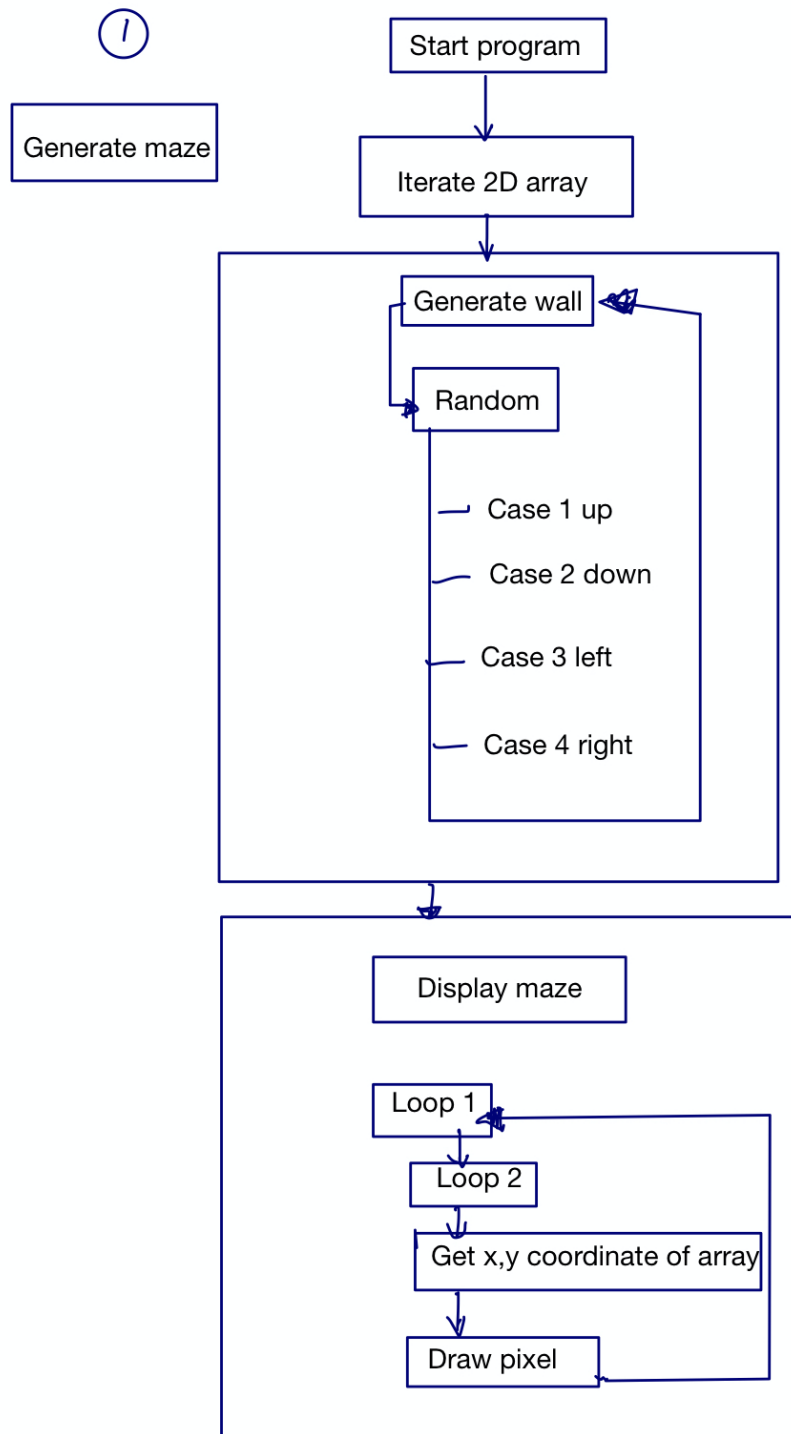 1
Start program
Generate maze
Iterate 2D array
Generate wall
Random
Case 1 up
Case 2 down
Case 3 left
Case 4 right
Display maze
Loop 1
Loop 2
Get x,y coordinate of array
Draw pixel